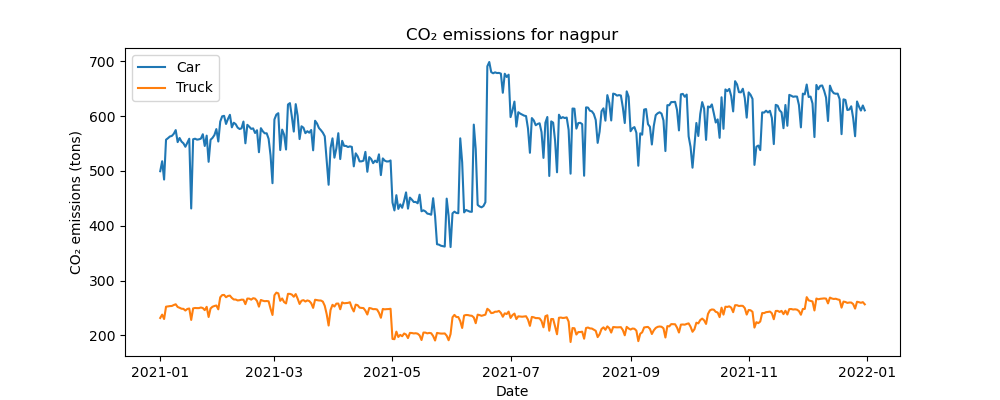 CO₂ emissions for nagpur
Car
Truck
CO₂ emissions (tons)
700
600
500
400
300
200
2021-01 2021-03 2021-05 2021-07 2021-09 2021-11 2022-01
Date